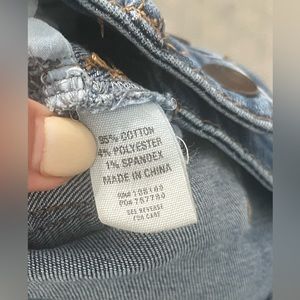 95% COTTON
4% POLYESTER
1% SPANDEX
MADE IN CHINA
SEE REVERSE
FOR CARE